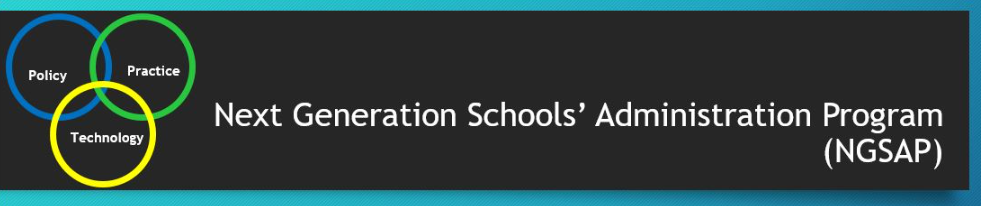 Policy
Practice
Technology
Next Generation Schools’ Administration Program
(NGSAP)